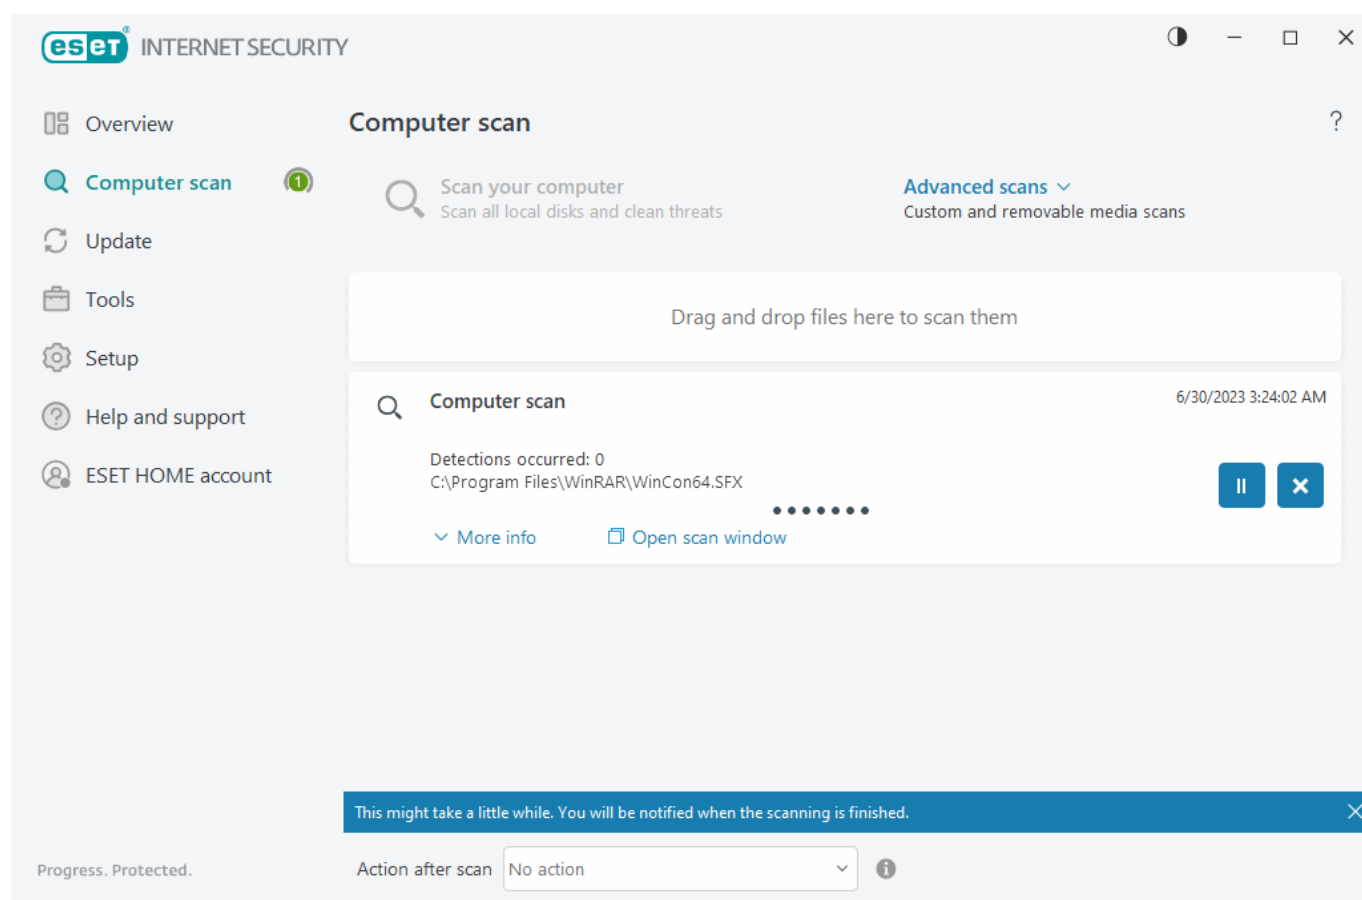 eset® INTERNET SECURITY
Overview
Computer scan 1
Update
Tools
Setup
Help and support
ESET HOME account
Progress. Protected.
Computer scan ?
Scan your computer
Scan all local disks and clean threats
Advanced scans
Custom and removable media scans
Drag and drop files here to scan them
Computer scan 6/30/2023 3:24:02 AM
Detections occurred: 0
C:\Program Files\WinRAR\WinCon64.SFX
More info Open scan window
This might take a little while. You will be notified when the scanning is finished.
Action after scan No action